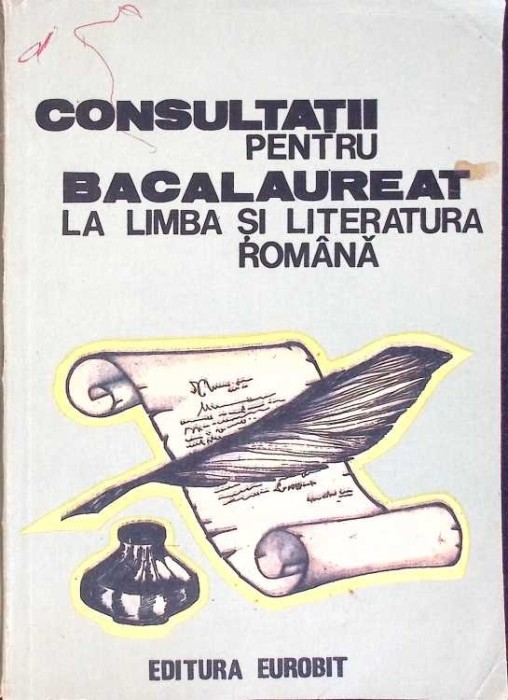 CONSULTAȚII
PENTRU
BACALAUREAT
LA LIMBA ȘI LITERATURA
ROMÂNĂ
EDITURA EUROBIT